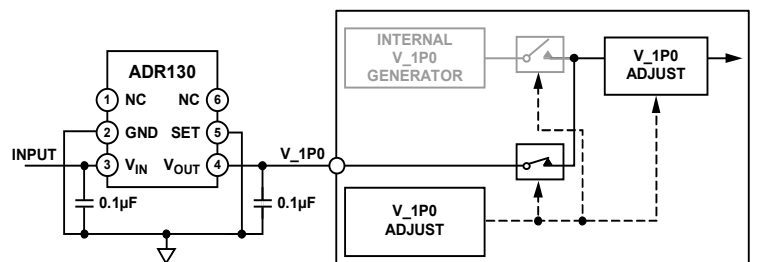 INTERNAL
V_1P0
GENERATOR
V_1P0
ADJUST
ADR130
1 NC
NC 6
2 GND
SET 5
INPUT
3 VIN
VOUT 4
V_1P0
0.1µF
0.1µF
V_1P0
ADJUST